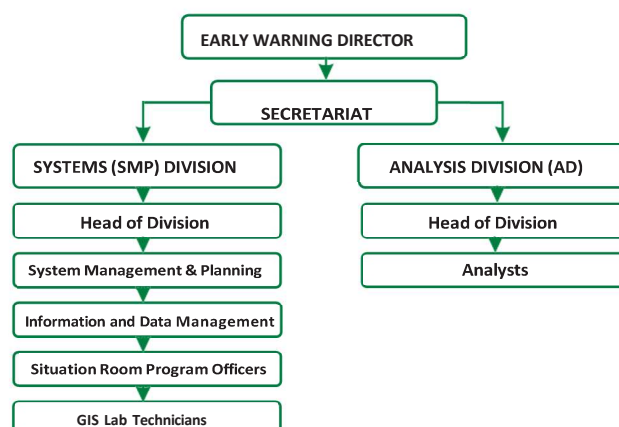 EARLY WARNING DIRECTOR
SECRETARIAT
SYSTEMS (SMP) DIVISION
Head of Division
System Management & Planning
Information and Data Management
Situation Room Program Officers
GIS Lab Technicians
ANALYSIS DIVISION (AD)
Head of Division
Analysts